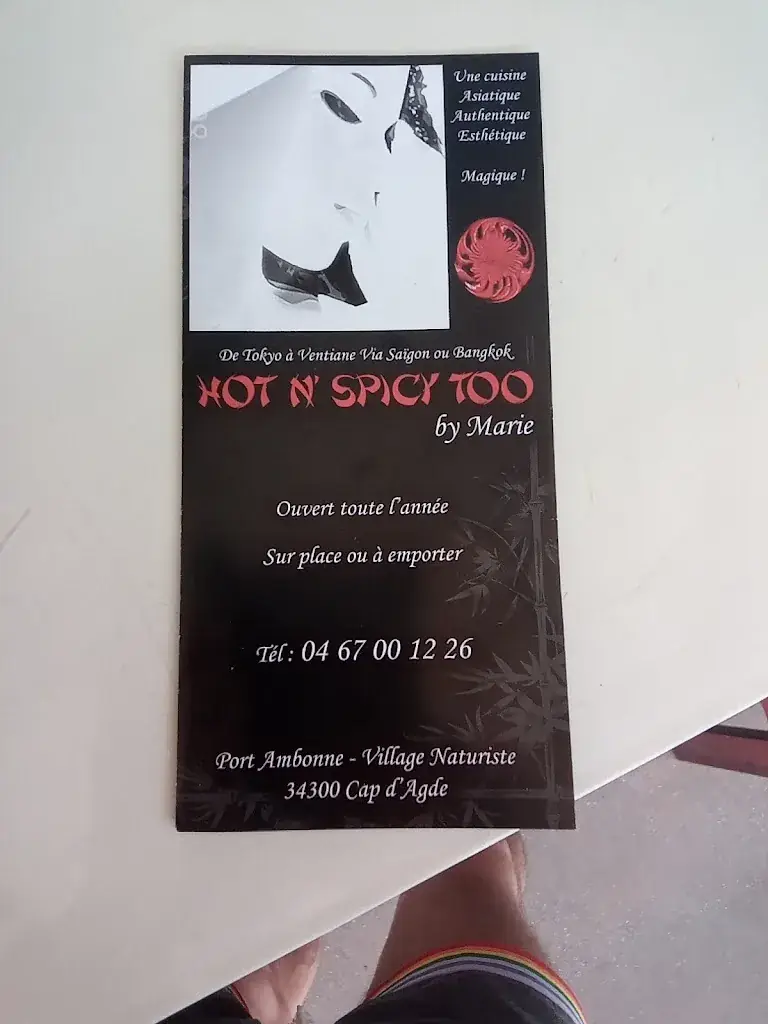 Une cuisine
Asiatique
Authentique
Esthétique
Magique !
De Tokyo à Ventiane Via Saïgon ou Bangkok
HOT N' SPICY TOO
by Marie
Ouvert toute l'année
Sur place ou à emporter
Tél : 04 67 00 12 26
Port Ambonne - Village Naturiste
34300 Cap d'Agde